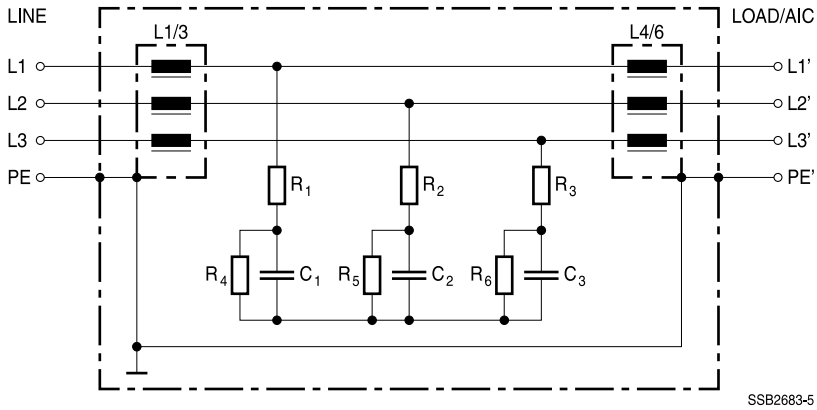 LINE
LOAD/AIC
L1/3
L4/6
L1
L1'
L2
L2'
L3
L3'
PE
PE'
R1
R2
R3
R4
C1
R5
C2
R6
C3
SSB2683-5